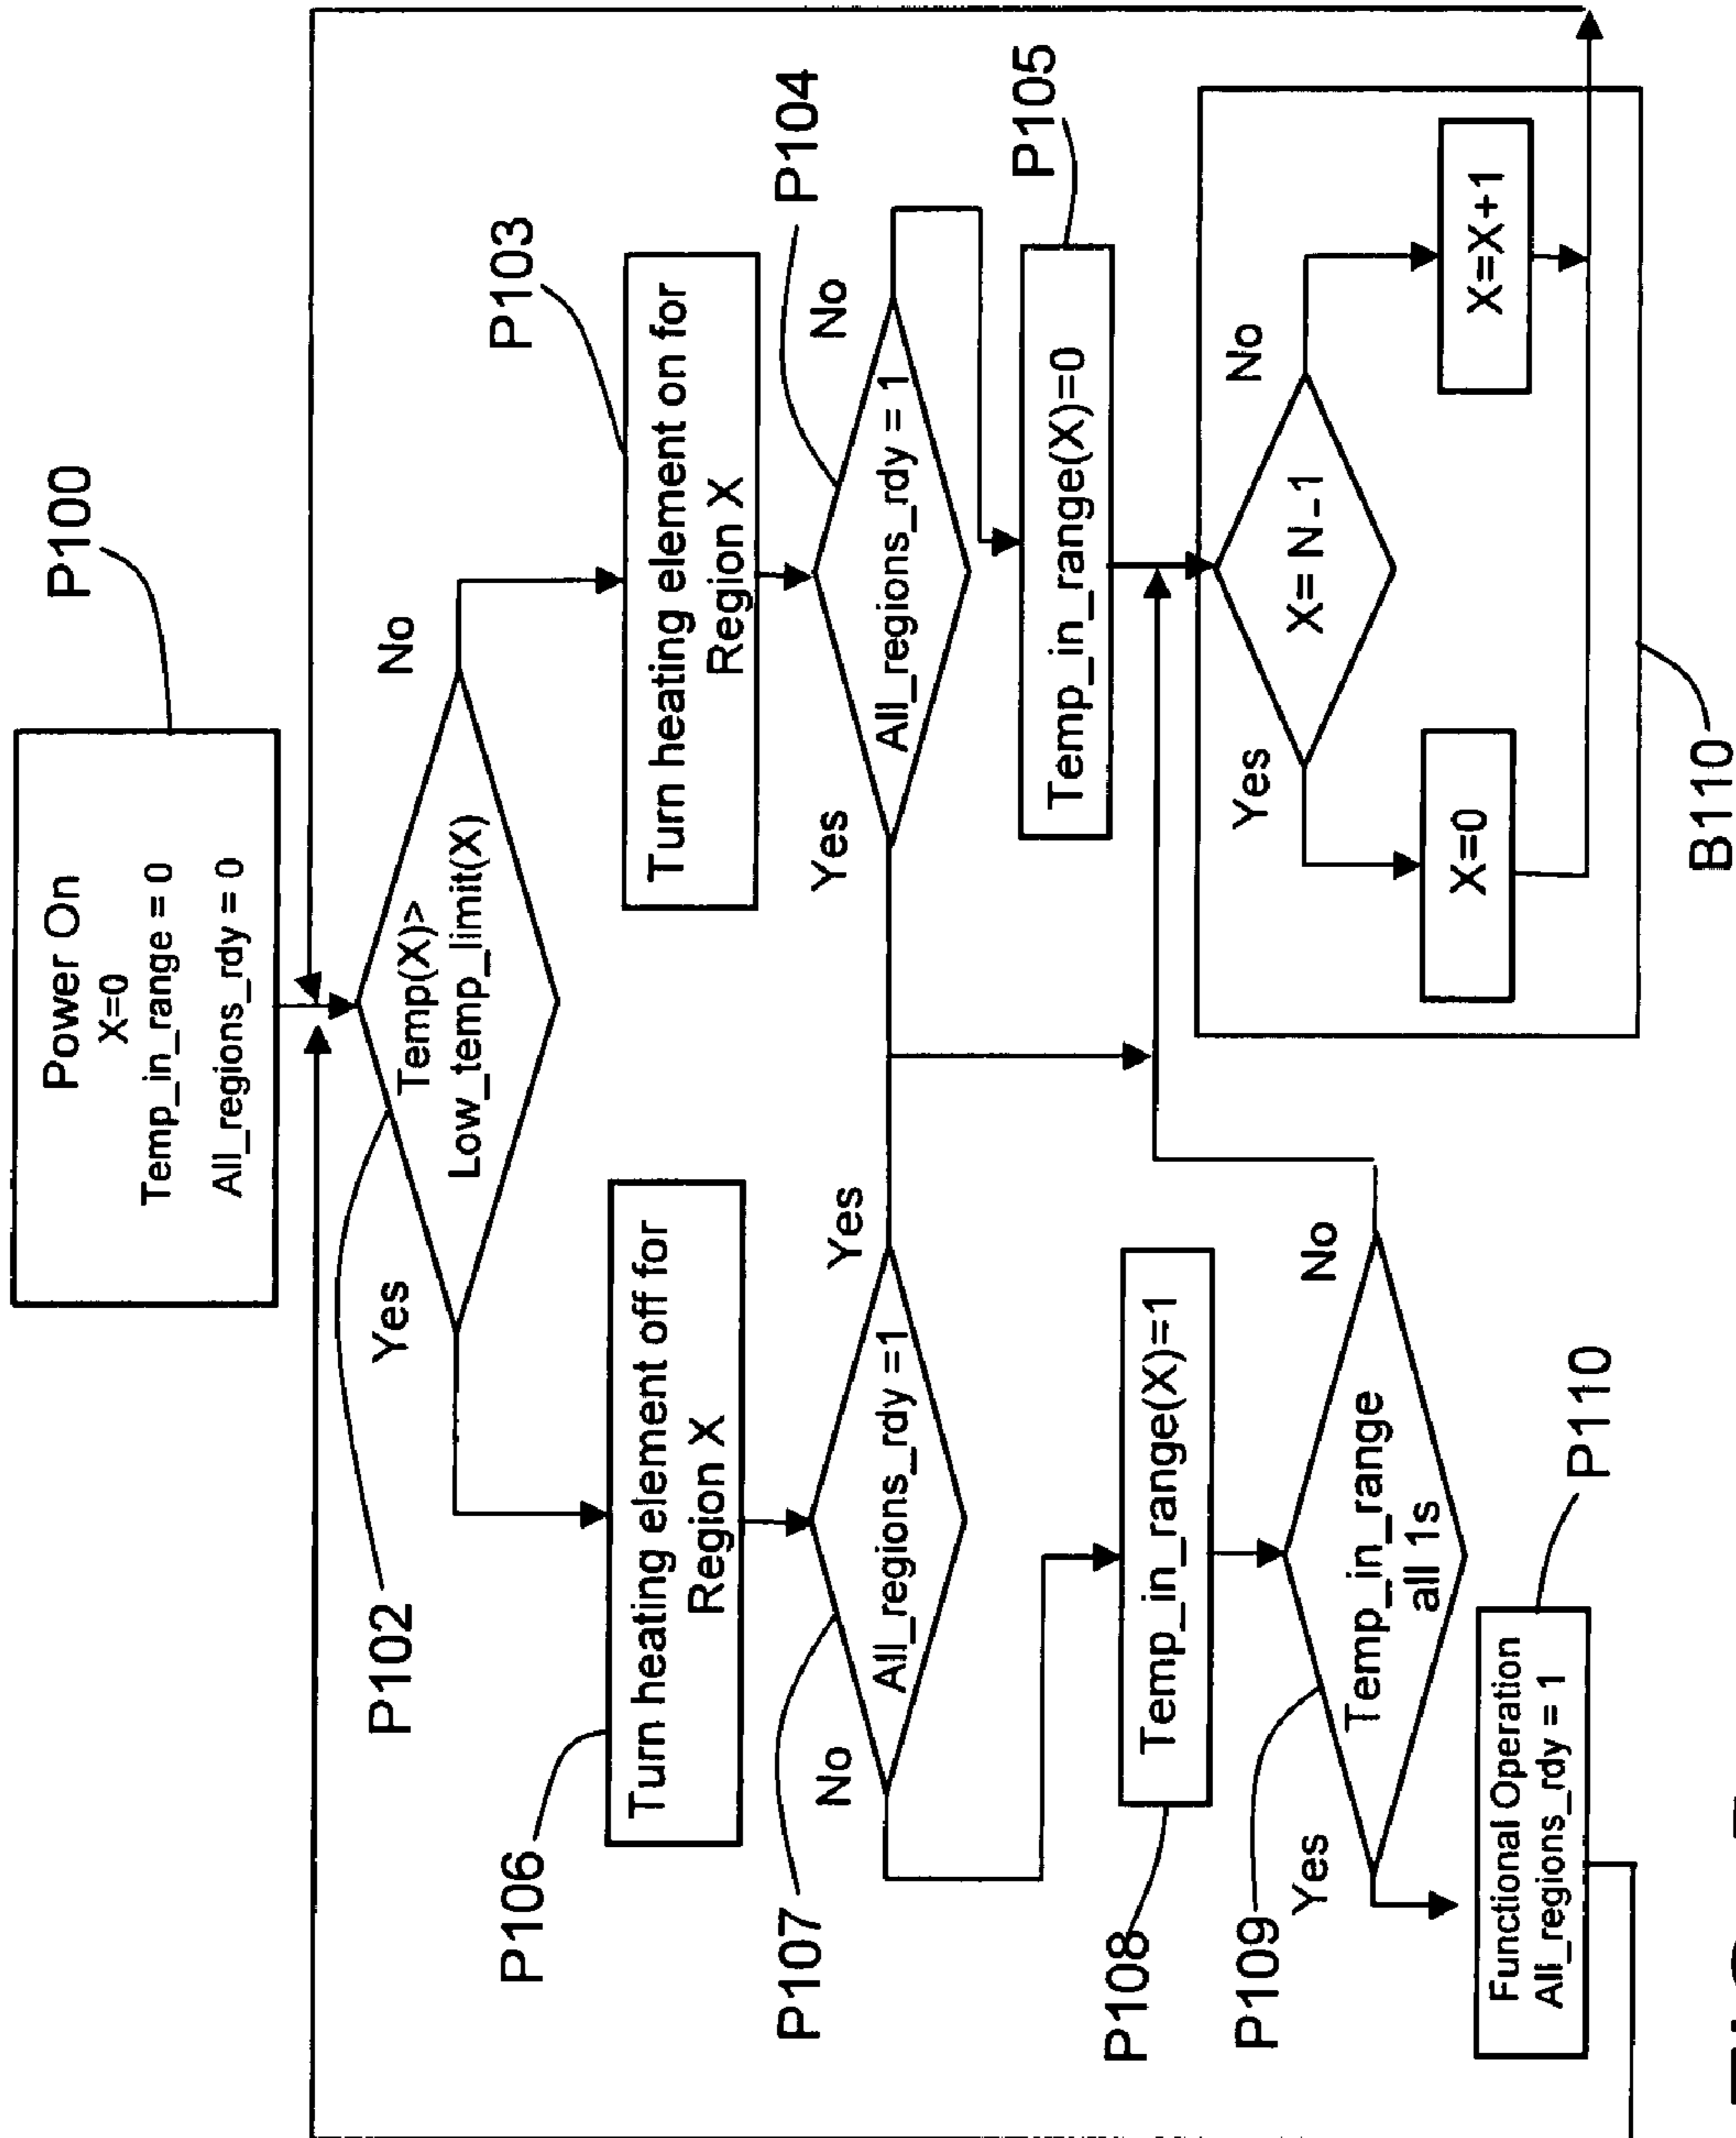 P100
Power On
X=0
Temp_in_range = 0
All_regions_rdy = 0
P102
Temp(X)>
Low_temp_limit(X)
Yes
No
P106
Turn heating element off for
Region X
P103
Turn heating element on for
Region X
P107
All_regions_rdy =1
No
Yes
P104
All_regions_rdy = 1
Yes
No
P108
Temp_in_range(X)=1
P105
Temp_in_range(X)=0
P109
Temp_in_range
all 1s
Yes
No
X= N-1
Yes
No
P110
Functional Operation
All_regions_rdy = 1
X=0
X=X+1
B110